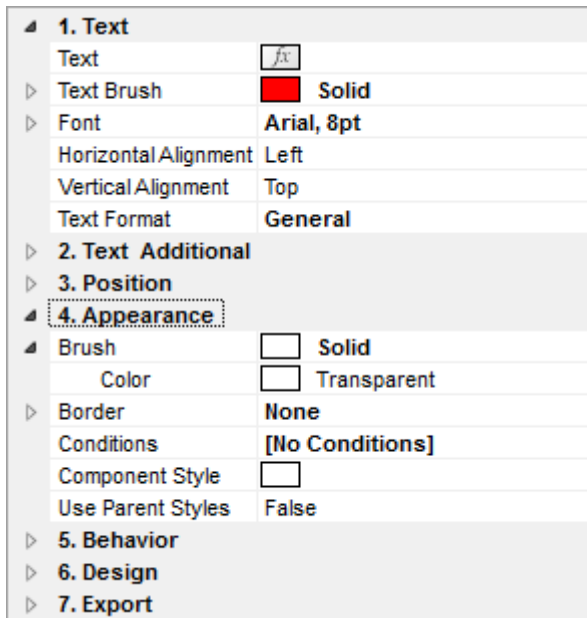 1. Text
Text fx
Text Brush Solid
Font Arial, 8pt
Horizontal Alignment Left
Vertical Alignment Top
Text Format General
2. Text Additional
3. Position
4. Appearance
Brush Solid
Color Transparent
Border None
Conditions [No Conditions]
Component Style
Use Parent Styles False
5. Behavior
6. Design
7. Export